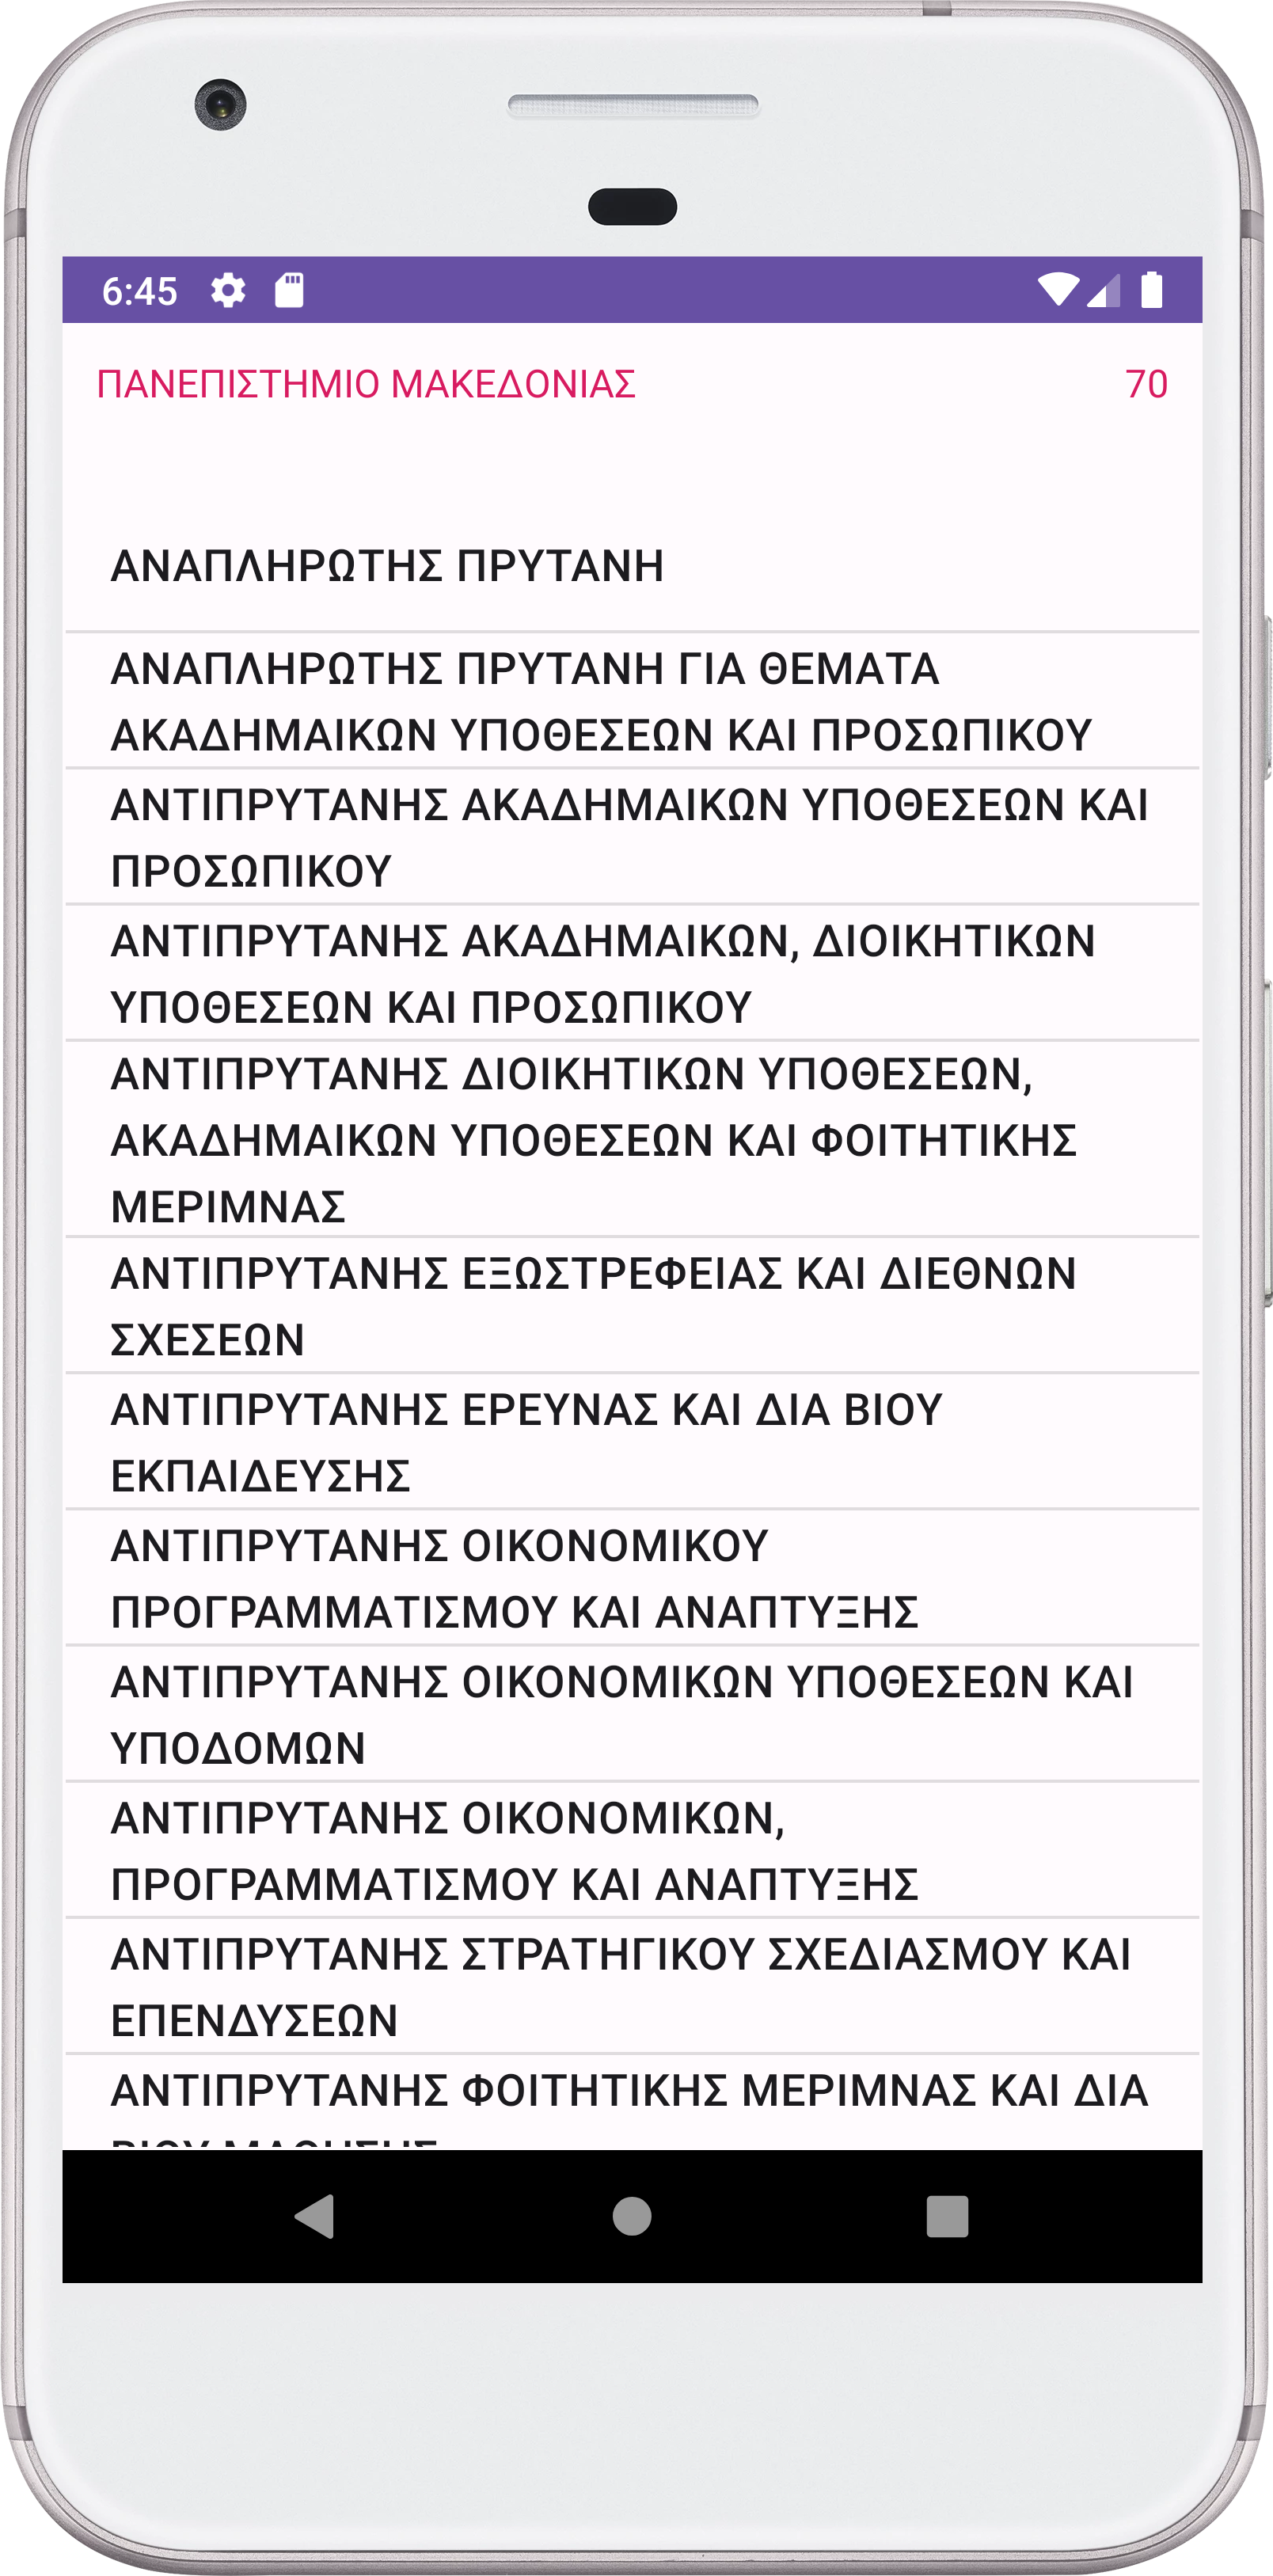 6:45
ΠΑΝΕΠΙΣΤΗΜΙΟ ΜΑΚΕΔΟΝΙΑΣ 70
ΑΝΑΠΛΗΡΩΤΗΣ ΠΡΥΤΑΝΗ
ΑΝΑΠΛΗΡΩΤΗΣ ΠΡΥΤΑΝΗ ΓΙΑ ΘΕΜΑΤΑ
ΑΚΑΔΗΜΑΙΚΩΝ ΥΠΟΘΕΣΕΩΝ ΚΑΙ ΠΡΟΣΩΠΙΚΟΥ
ΑΝΤΙΠΡΥΤΑΝΗΣ ΑΚΑΔΗΜΑΙΚΩΝ ΥΠΟΘΕΣΕΩΝ ΚΑΙ
ΠΡΟΣΩΠΙΚΟΥ
ΑΝΤΙΠΡΥΤΑΝΗΣ ΑΚΑΔΗΜΑΙΚΩΝ, ΔΙΟΙΚΗΤΙΚΩΝ
ΥΠΟΘΕΣΕΩΝ ΚΑΙ ΠΡΟΣΩΠΙΚΟΥ
ΑΝΤΙΠΡΥΤΑΝΗΣ ΔΙΟΙΚΗΤΙΚΩΝ ΥΠΟΘΕΣΕΩΝ,
ΑΚΑΔΗΜΑΙΚΩΝ ΥΠΟΘΕΣΕΩΝ ΚΑΙ ΦΟΙΤΗΤΙΚΗΣ
ΜΕΡΙΜΝΑΣ
ΑΝΤΙΠΡΥΤΑΝΗΣ ΕΞΩΣΤΡΕΦΕΙΑΣ ΚΑΙ ΔΙΕΘΝΩΝ
ΣΧΕΣΕΩΝ
ΑΝΤΙΠΡΥΤΑΝΗΣ ΕΡΕΥΝΑΣ ΚΑΙ ΔΙΑ ΒΙΟΥ
ΕΚΠΑΙΔΕΥΣΗΣ
ΑΝΤΙΠΡΥΤΑΝΗΣ ΟΙΚΟΝΟΜΙΚΟΥ
ΠΡΟΓΡΑΜΜΑΤΙΣΜΟΥ ΚΑΙ ΑΝΑΠΤΥΞΗΣ
ΑΝΤΙΠΡΥΤΑΝΗΣ ΟΙΚΟΝΟΜΙΚΩΝ ΥΠΟΘΕΣΕΩΝ ΚΑΙ
ΥΠΟΔΟΜΩΝ
ΑΝΤΙΠΡΥΤΑΝΗΣ ΟΙΚΟΝΟΜΙΚΩΝ,
ΠΡΟΓΡΑΜΜΑΤΙΣΜΟΥ ΚΑΙ ΑΝΑΠΤΥΞΗΣ
ΑΝΤΙΠΡΥΤΑΝΗΣ ΣΤΡΑΤΗΓΙΚΟΥ ΣΧΕΔΙΑΣΜΟΥ ΚΑΙ
ΕΠΕΝΔΥΣΕΩΝ
ΑΝΤΙΠΡΥΤΑΝΗΣ ΦΟΙΤΗΤΙΚΗΣ ΜΕΡΙΜΝΑΣ ΚΑΙ ΔΙΑ